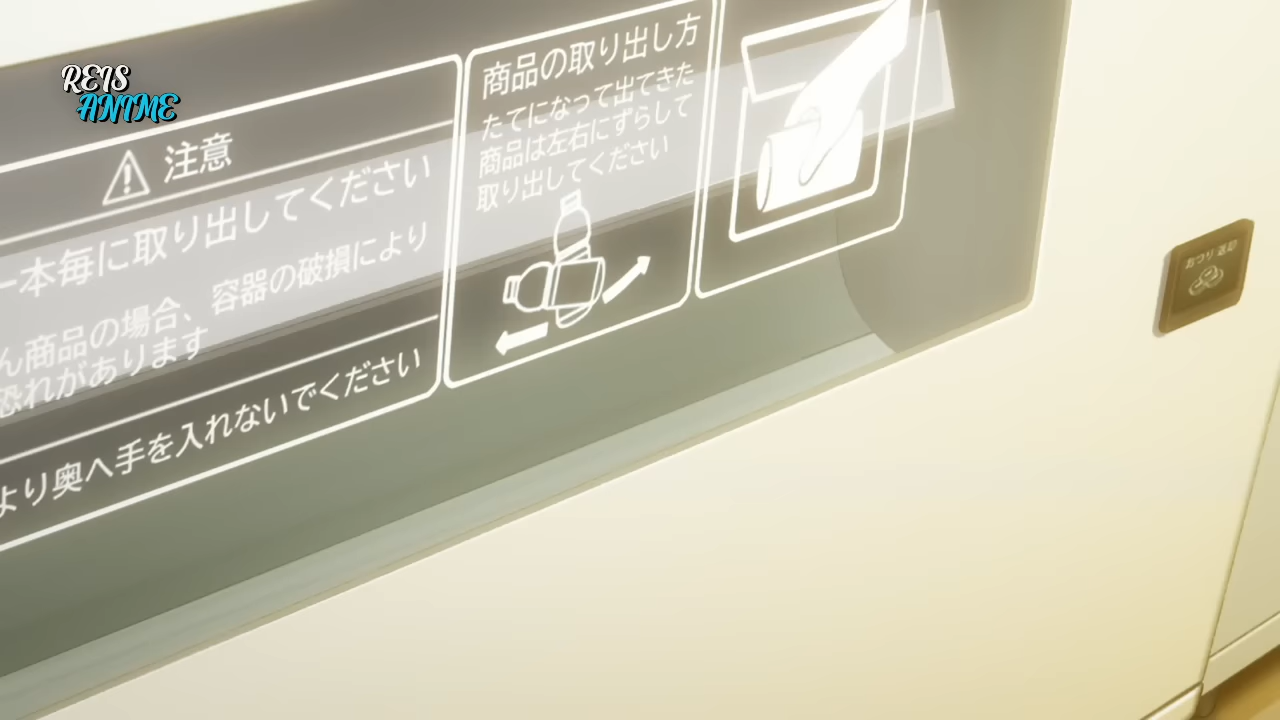 REIS
ANIME
注意
一本毎に取り出してください
ん商品の場合、容器の破損により
恐れがあります
より奥へ手を入れないでください
商品の取り出し方
たてになって出てきた
商品は左右にずらして
取り出してください
おつり返却